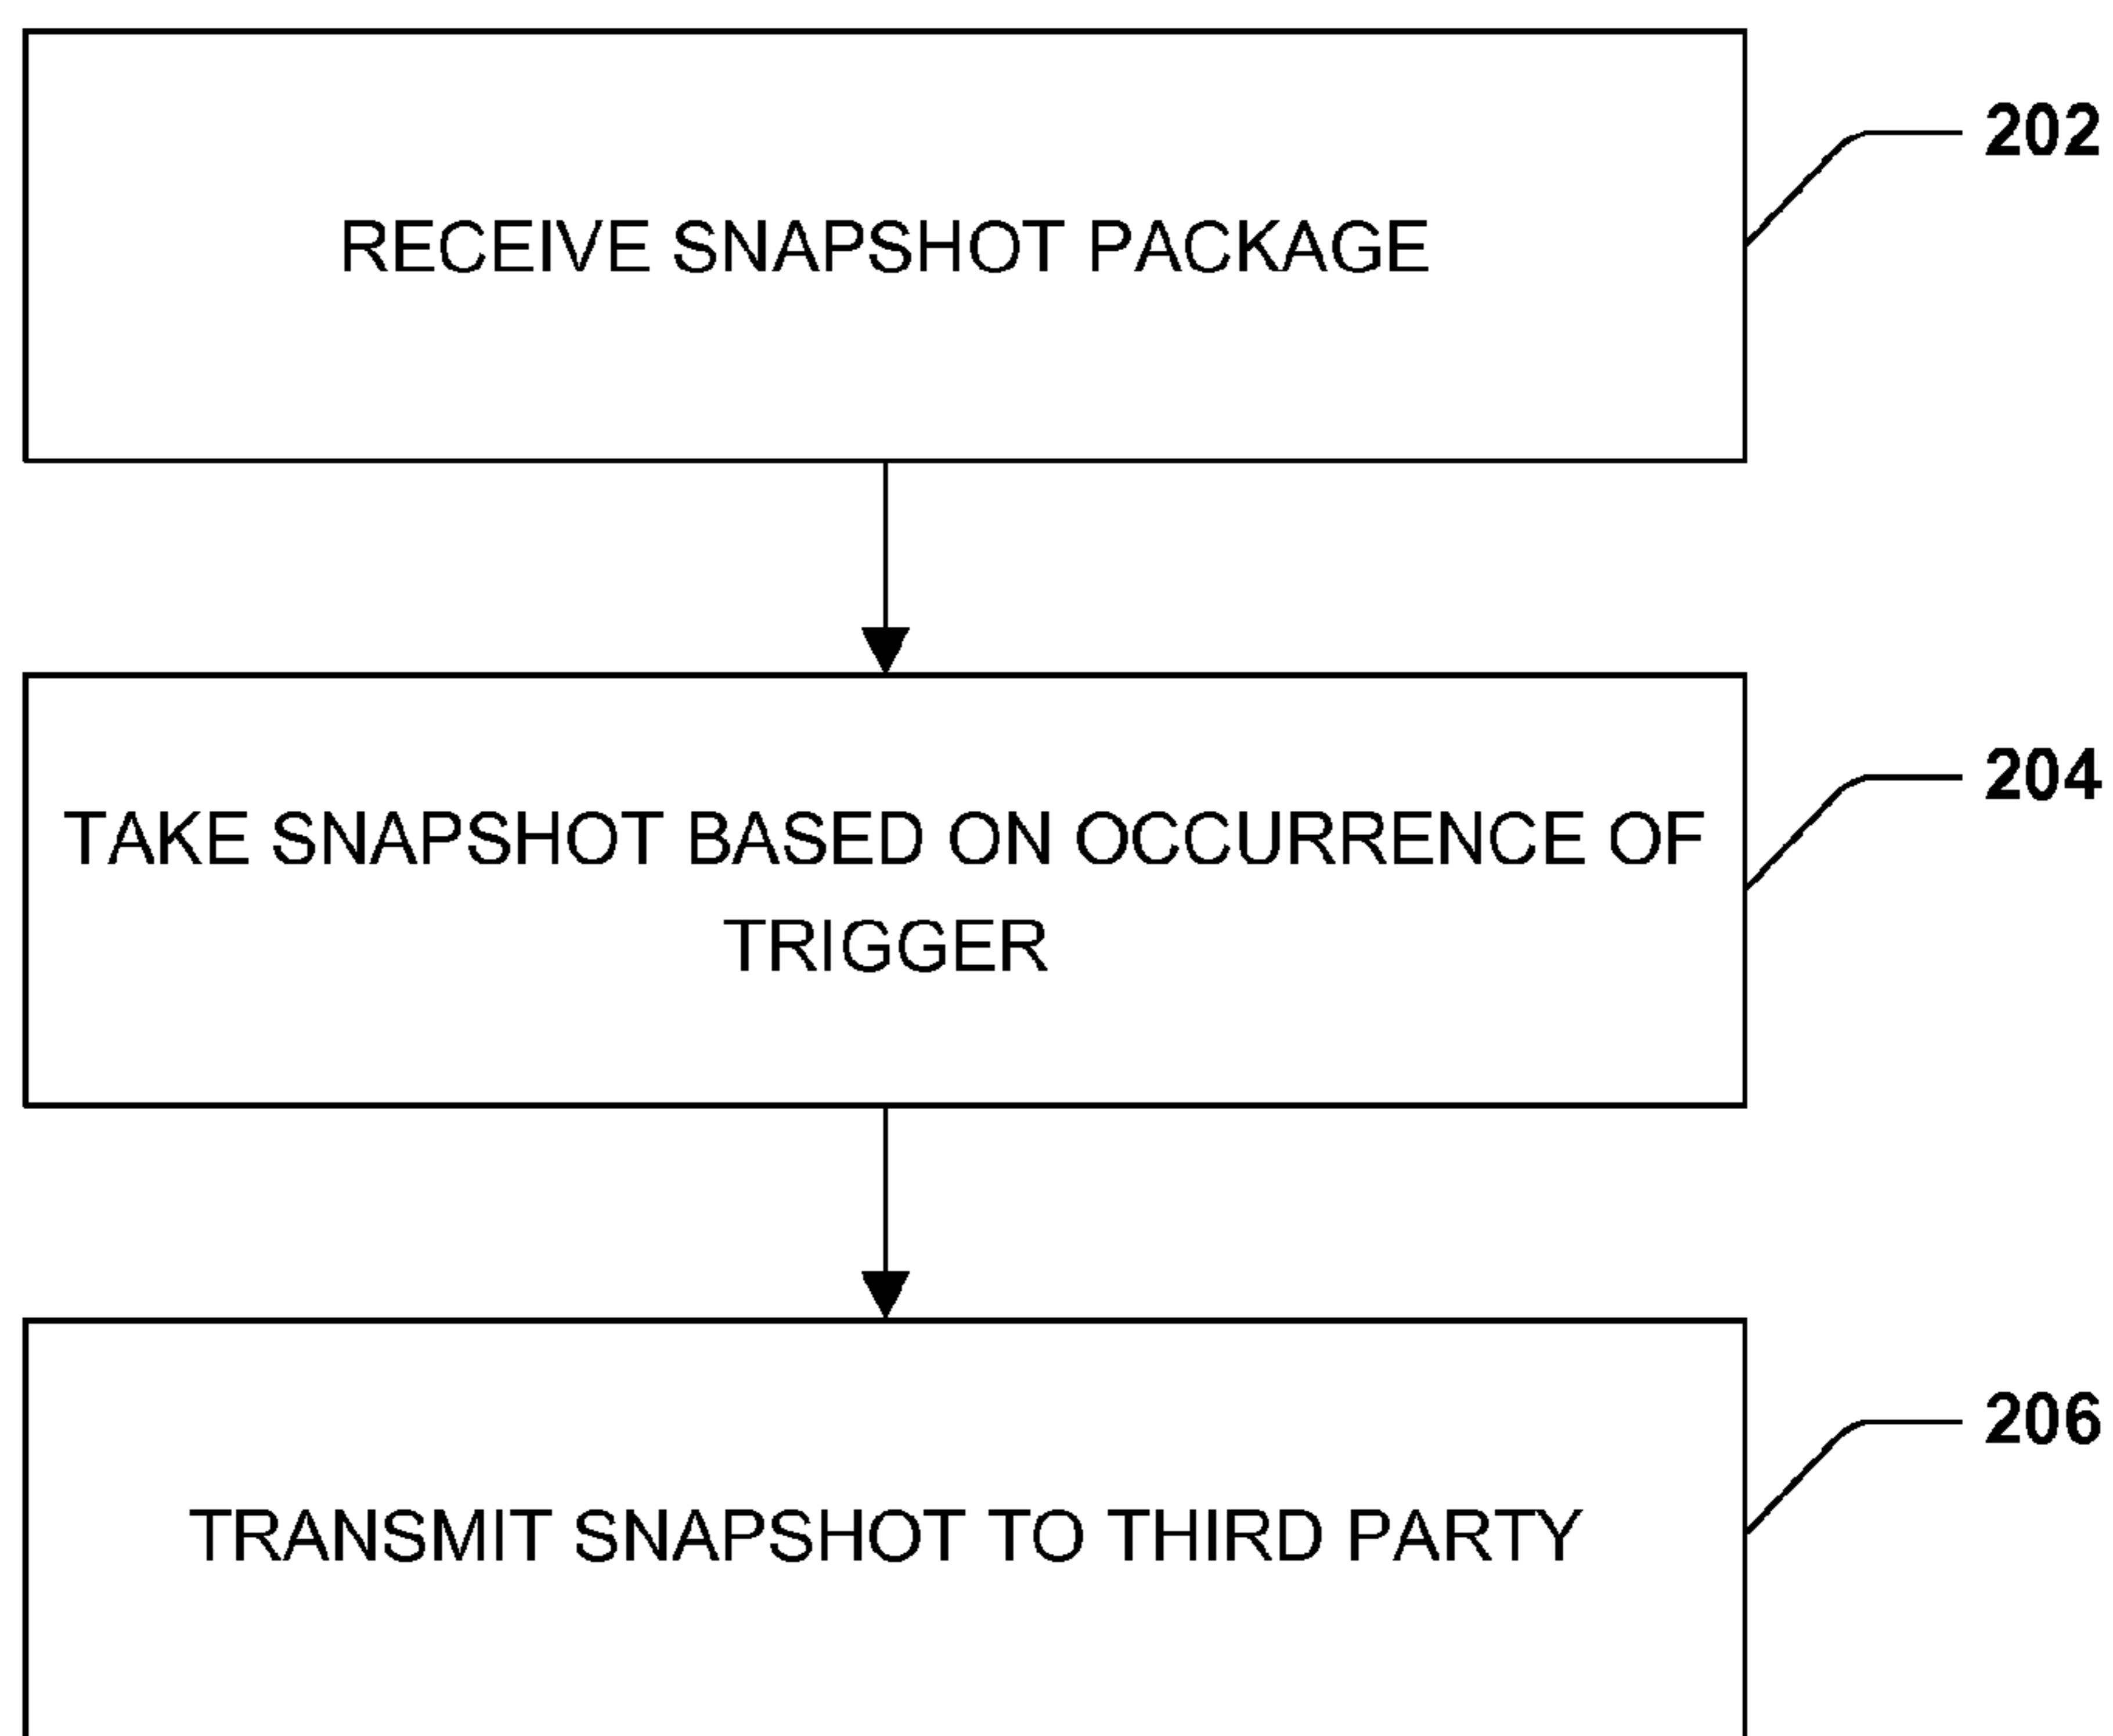 202
RECEIVE SNAPSHOT PACKAGE
204
TAKE SNAPSHOT BASED ON OCCURRENCE OF
TRIGGER
206
TRANSMIT SNAPSHOT TO THIRD PARTY